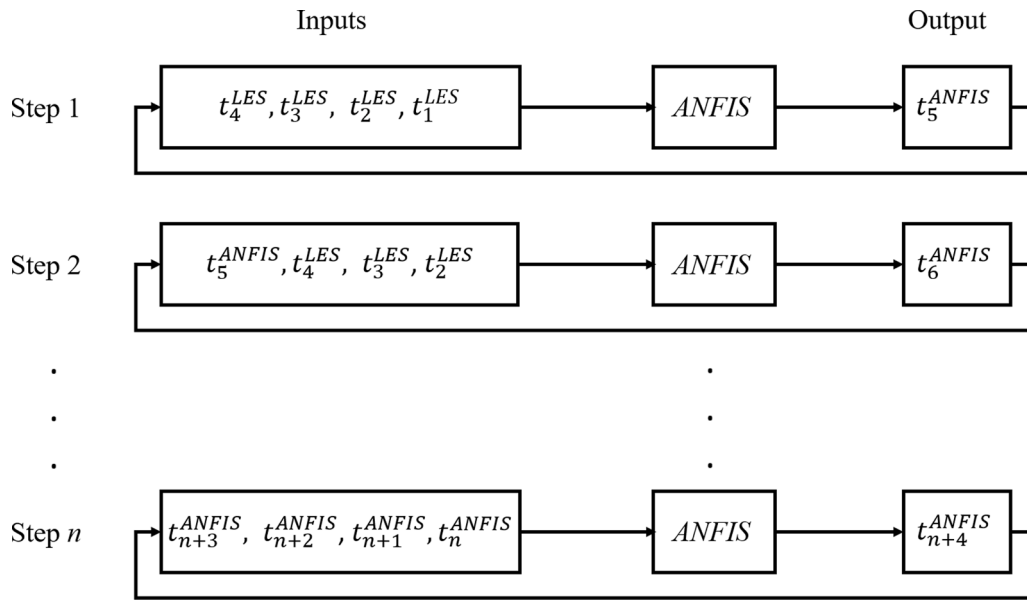 Inputs Output
Step 1 t_4^{LES}, t_3^{LES}, t_2^{LES}, t_1^{LES} ANFIS t_5^{ANFIS}
Step 2 t_5^{ANFIS}, t_4^{LES}, t_3^{LES}, t_2^{LES} ANFIS t_6^{ANFIS}
. .
. .
. .
Step n t_{n+3}^{ANFIS}, t_{n+2}^{ANFIS}, t_{n+1}^{ANFIS}, t_n^{ANFIS} ANFIS t_{n+4}^{ANFIS}